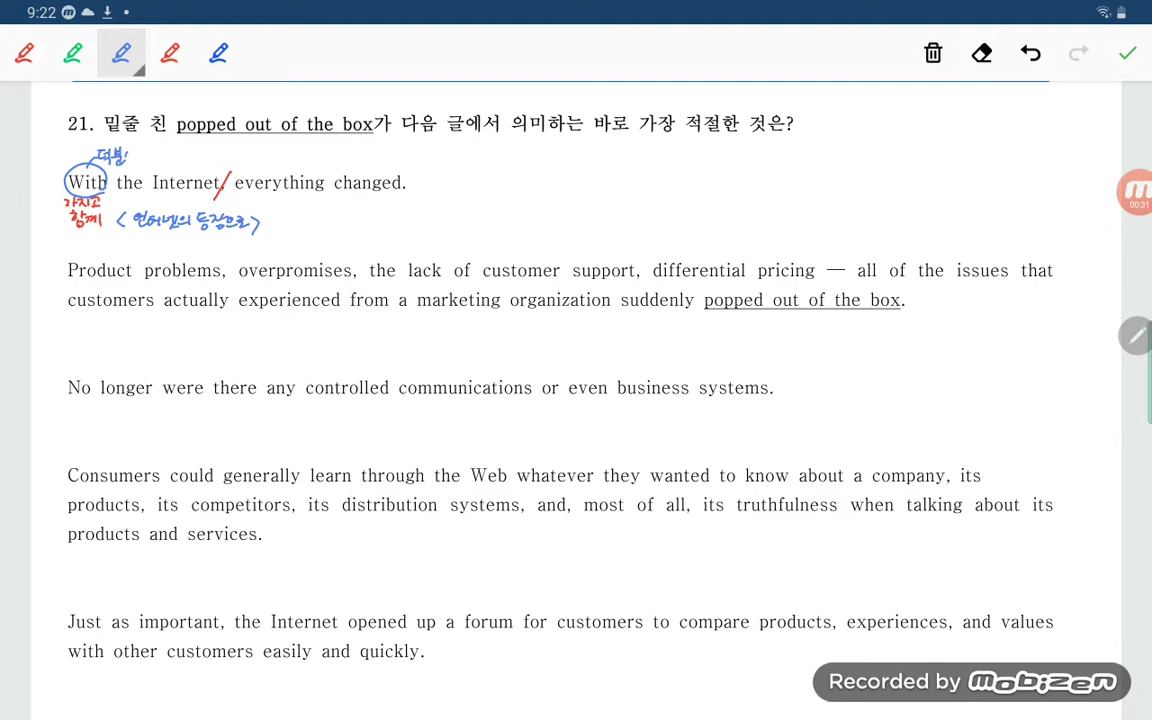 9:22
21. 밑줄 친 popped out of the box가 다음 글에서 의미하는 바로 가장 적절한 것은?
With the Internet, everything changed.
가지고
함께 <인터넷의 등장으로>
00:31
Product problems, overpromises, the lack of customer support, differential pricing — all of the issues that
customers actually experienced from a marketing organization suddenly popped out of the box.
No longer were there any controlled communications or even business systems.
Consumers could generally learn through the Web whatever they wanted to know about a company, its
products, its competitors, its distribution systems, and, most of all, its truthfulness when talking about its
products and services.
Just as important, the Internet opened up a forum for customers to compare products, experiences, and values
with other customers easily and quickly.
Recorded by mobizen